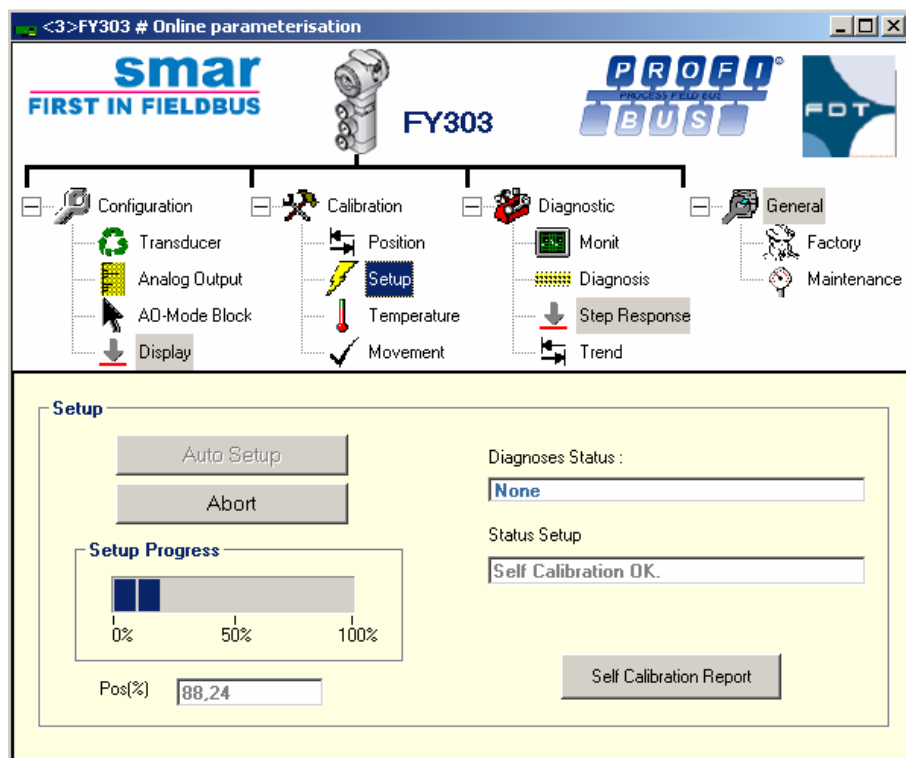 <3>FY303 # Online parameterisation
smar
FIRST IN FIELDBUS
FY303
PROFI
PROCESS FIELD BUS
BUS
®
FDT
Configuration
Transducer
Analog Output
AO-Mode Block
Display
Calibration
Position
Setup
Temperature
Movement
Diagnostic
Monit
Diagnosis
Step Response
Trend
General
Factory
Maintenance
Setup
Auto Setup
Abort
Setup Progress
0% 50% 100%
Pos(%) 88,24
Diagnoses Status :
None
Status Setup
Self Calibration OK.
Self Calibration Report